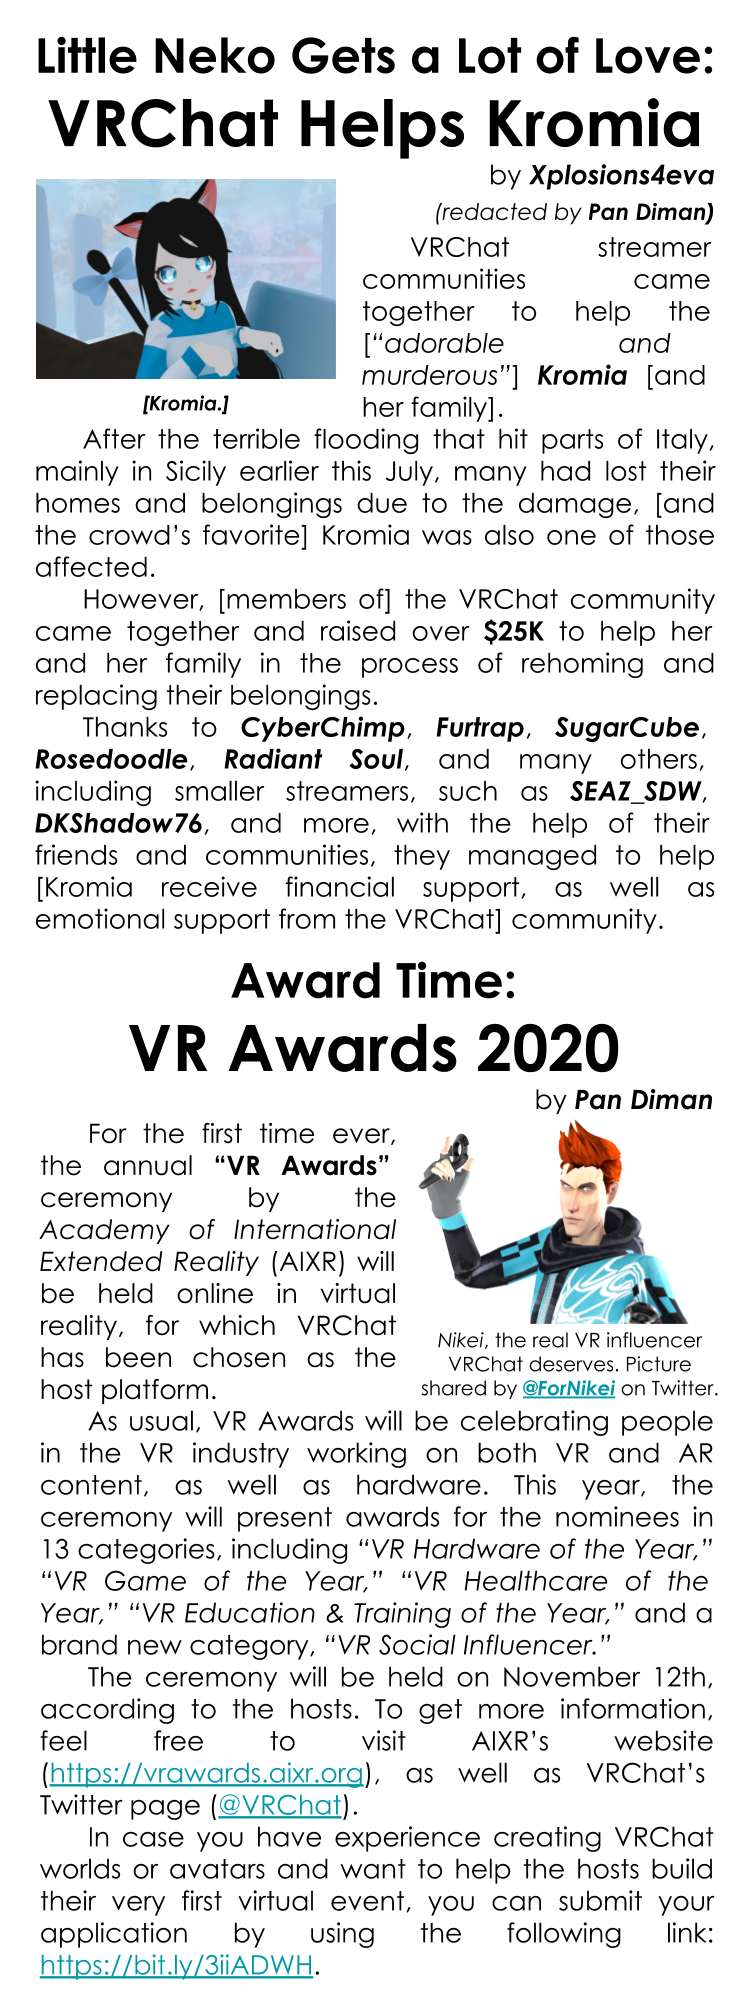 Little Neko Gets a Lot of Love:
VRChat Helps Kromia
by Xplosions4eva
(redacted by Pan Diman)
VRChat streamer
communities came
together to help the
[“adorable and
murderous”] Kromia [and
her family].
[Kromia.]
After the terrible flooding that hit parts of Italy,
mainly in Sicily earlier this July, many had lost their
homes and belongings due to the damage, [and
the crowd’s favorite] Kromia was also one of those
affected.
However, [members of] the VRChat community
came together and raised over $25K to help her
and her family in the process of rehoming and
replacing their belongings.
Thanks to CyberChimp, Furtrap, SugarCube,
Rosedoodle, Radiant Soul, and many others,
including smaller streamers, such as SEAZ_SDW,
DKShadow76, and more, with the help of their
friends and communities, they managed to help
[Kromia receive financial support, as well as
emotional support from the VRChat] community.
Award Time:
VR Awards 2020
by Pan Diman
For the first time ever,
the annual “VR Awards”
ceremony by the
Academy of International
Extended Reality (AIXR) will
be held online in virtual
reality, for which VRChat
has been chosen as the
host platform.
Nikei, the real VR influencer
VRChat deserves. Picture
shared by @ForNikei on Twitter.
As usual, VR Awards will be celebrating people
in the VR industry working on both VR and AR
content, as well as hardware. This year, the
ceremony will present awards for the nominees in
13 categories, including “VR Hardware of the Year,”
“VR Game of the Year,” “VR Healthcare of the
Year,” “VR Education & Training of the Year,” and a
brand new category, “VR Social Influencer.”
The ceremony will be held on November 12th,
according to the hosts. To get more information,
feel free to visit AIXR’s website
(https://vrawards.aixr.org), as well as VRChat’s
Twitter page (@VRChat).
In case you have experience creating VRChat
worlds or avatars and want to help the hosts build
their very first virtual event, you can submit your
application by using the following link:
https://bit.ly/3iiADWH.